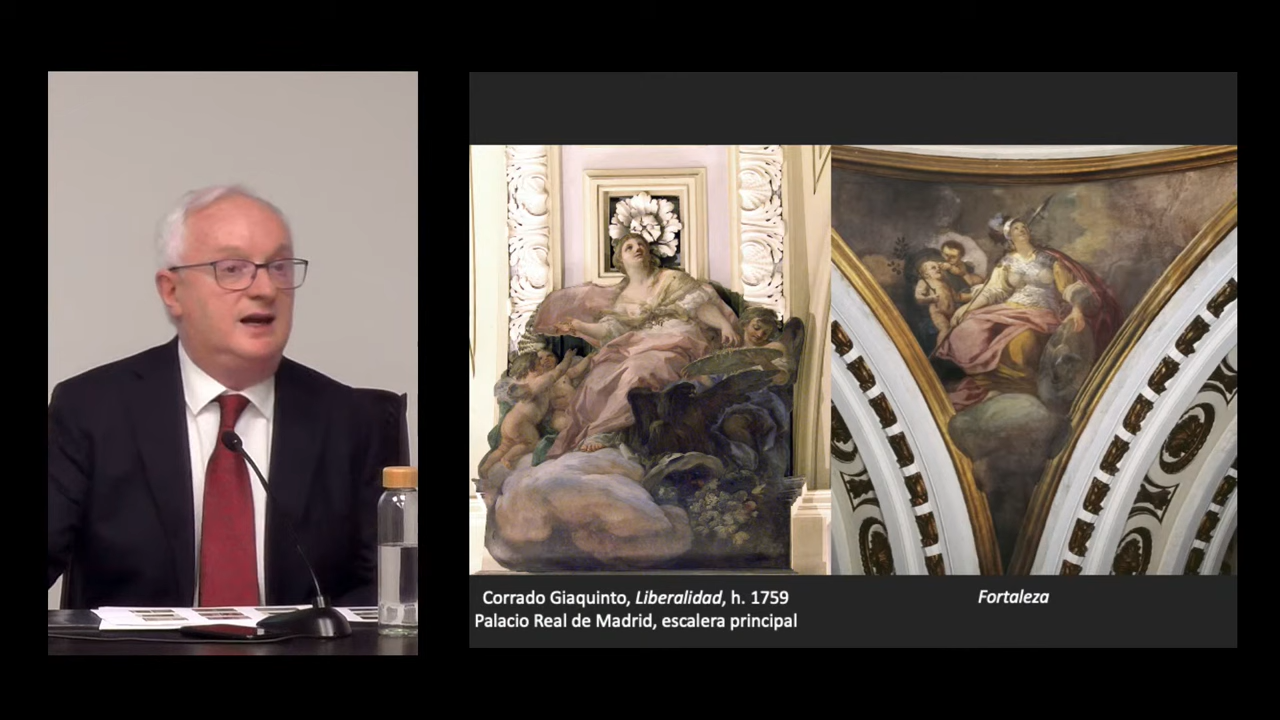 Corrado Giaquinto, Liberalidad, h. 1759
Palacio Real de Madrid, escalera principal
Fortaleza